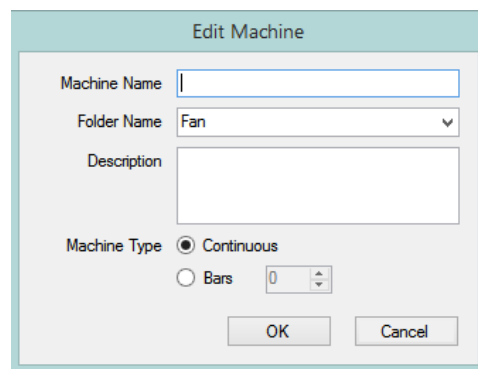 Edit Machine
Machine Name
Folder Name Fan
Description
Machine Type Continuous
Bars 0
OK Cancel